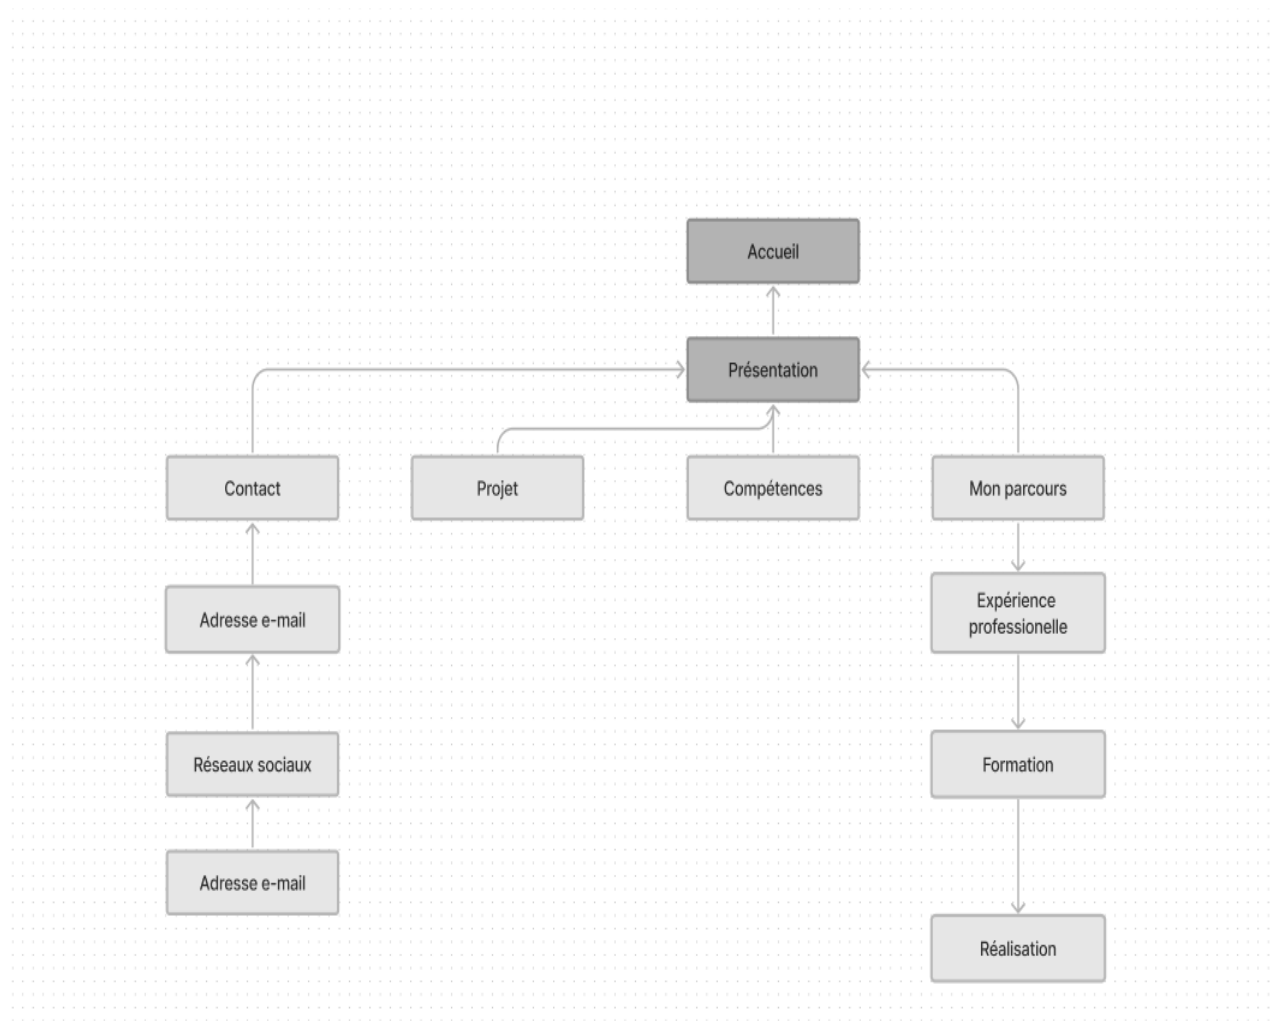 Accueil
Présentation
Contact
Projet
Compétences
Mon parcours
Adresse e-mail
Expérience
professionelle
Réseaux sociaux
Formation
Adresse e-mail
Réalisation